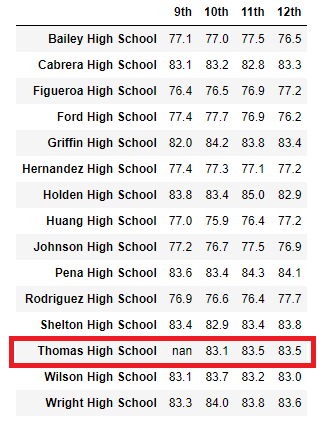 9th 10th 11th 12th
Bailey High School 77.1 77.0 77.5 76.5
Cabrera High School 83.1 83.2 82.8 83.3
Figueroa High School 76.4 76.5 76.9 77.2
Ford High School 77.4 77.7 76.9 76.2
Griffin High School 82.0 84.2 83.8 83.4
Hernandez High School 77.4 77.3 77.1 77.2
Holden High School 83.8 83.4 85.0 82.9
Huang High School 77.0 75.9 76.4 77.2
Johnson High School 77.2 76.7 77.5 76.9
Pena High School 83.6 83.4 84.3 84.1
Rodriguez High School 76.9 76.6 76.4 77.7
Shelton High School 83.4 82.9 83.4 83.8
Thomas High School nan 83.1 83.5 83.5
Wilson High School 83.1 83.7 83.2 83.0
Wright High School 83.3 84.0 83.8 83.6